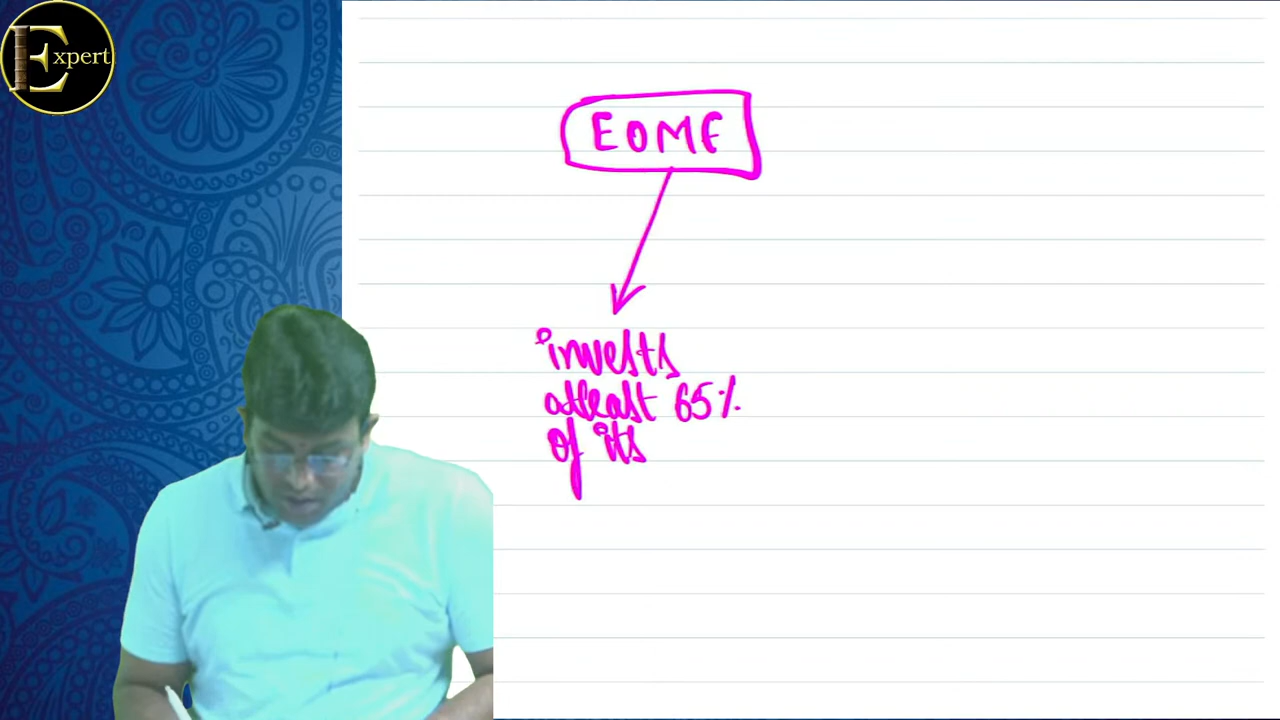 Expert
EOMF
invests
atleast 65%
of its